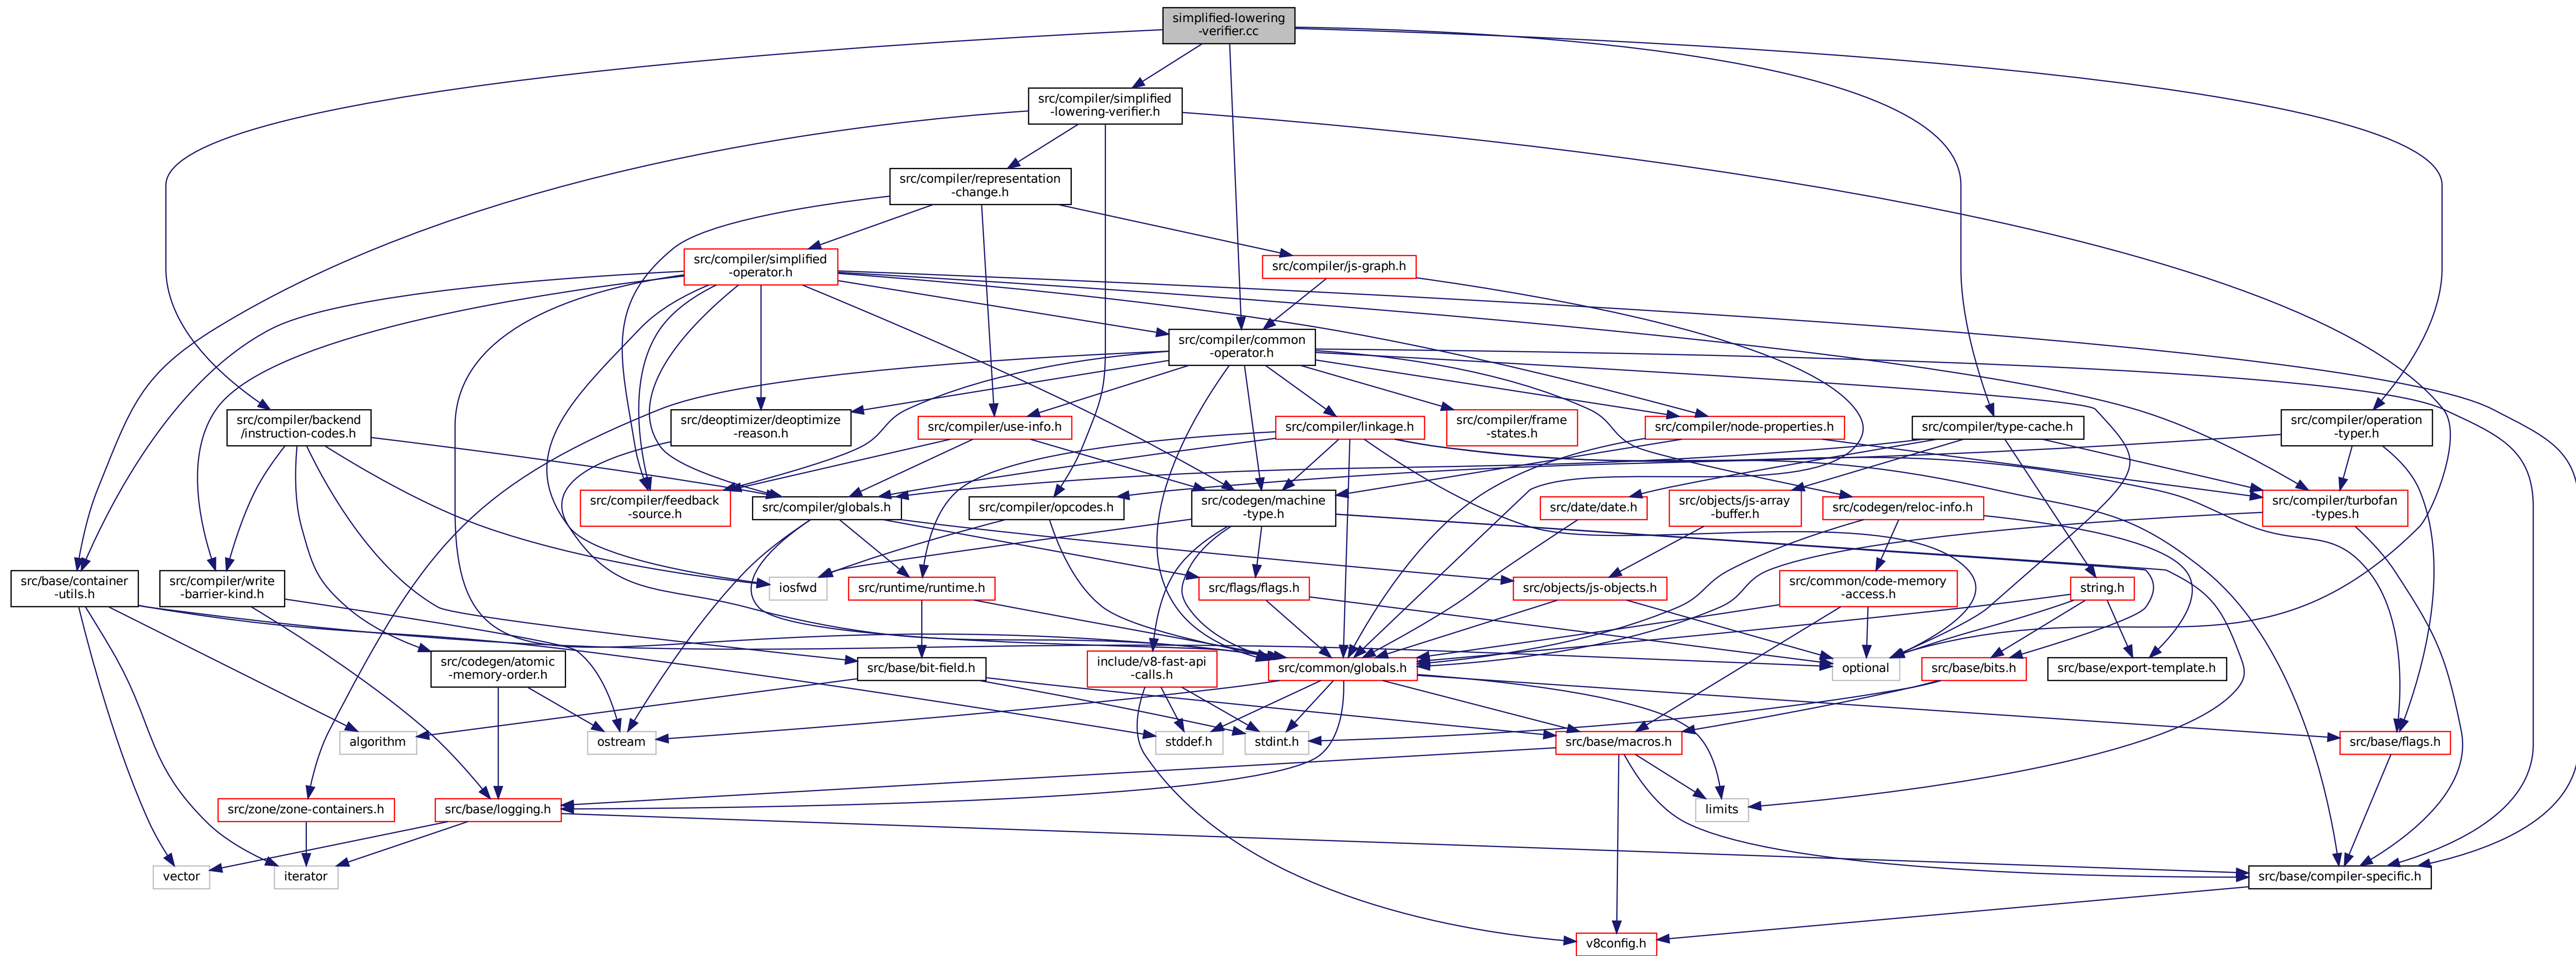 simplified-lowering
-verifier.cc
src/compiler/simplified
-lowering-verifier.h
src/compiler/representation
-change.h
src/compiler/simplified
-operator.h
src/compiler/js-graph.h
src/compiler/common
-operator.h
src/compiler/backend
/instruction-codes.h
src/deoptimizer/deoptimize
-reason.h
src/compiler/use-info.h
src/compiler/linkage.h
src/compiler/frame
-states.h
src/compiler/node-properties.h
src/compiler/type-cache.h
src/compiler/operation
-typer.h
src/compiler/feedback
-source.h
src/compiler/globals.h
src/compiler/opcodes.h
src/codegen/machine
-type.h
src/date/date.h
src/objects/js-array
-buffer.h
src/codegen/reloc-info.h
src/compiler/turbofan
-types.h
src/base/container
-utils.h
src/compiler/write
-barrier-kind.h
iosfwd
src/runtime/runtime.h
src/flags/flags.h
src/objects/js-objects.h
src/common/code-memory
-access.h
string.h
src/codegen/atomic
-memory-order.h
src/base/bit-field.h
include/v8-fast-api
-calls.h
src/common/globals.h
optional
src/base/bits.h
src/base/export-template.h
algorithm
ostream
stddef.h
stdint.h
src/base/macros.h
src/base/flags.h
src/zone/zone-containers.h
src/base/logging.h
limits
vector
iterator
src/base/compiler-specific.h
v8config.h